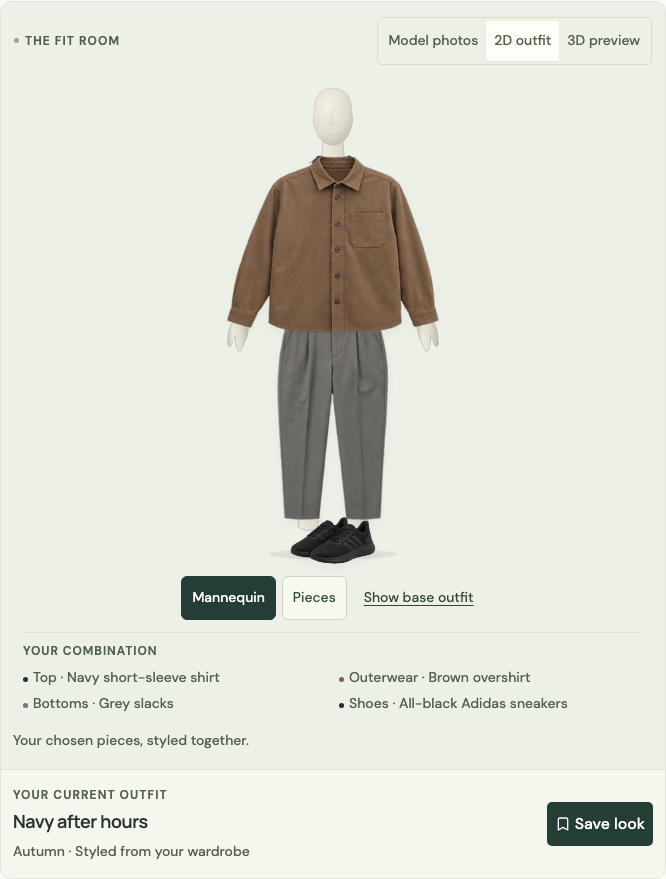 THE FIT ROOM
Model photos
2D outfit
3D preview
Mannequin
Pieces
Show base outfit
YOUR COMBINATION
Top · Navy short-sleeve shirt
Outerwear · Brown overshirt
Bottoms · Grey slacks
Shoes · All-black Adidas sneakers
Your chosen pieces, styled together.
YOUR CURRENT OUTFIT
Navy after hours
Autumn · Styled from your wardrobe
Save look